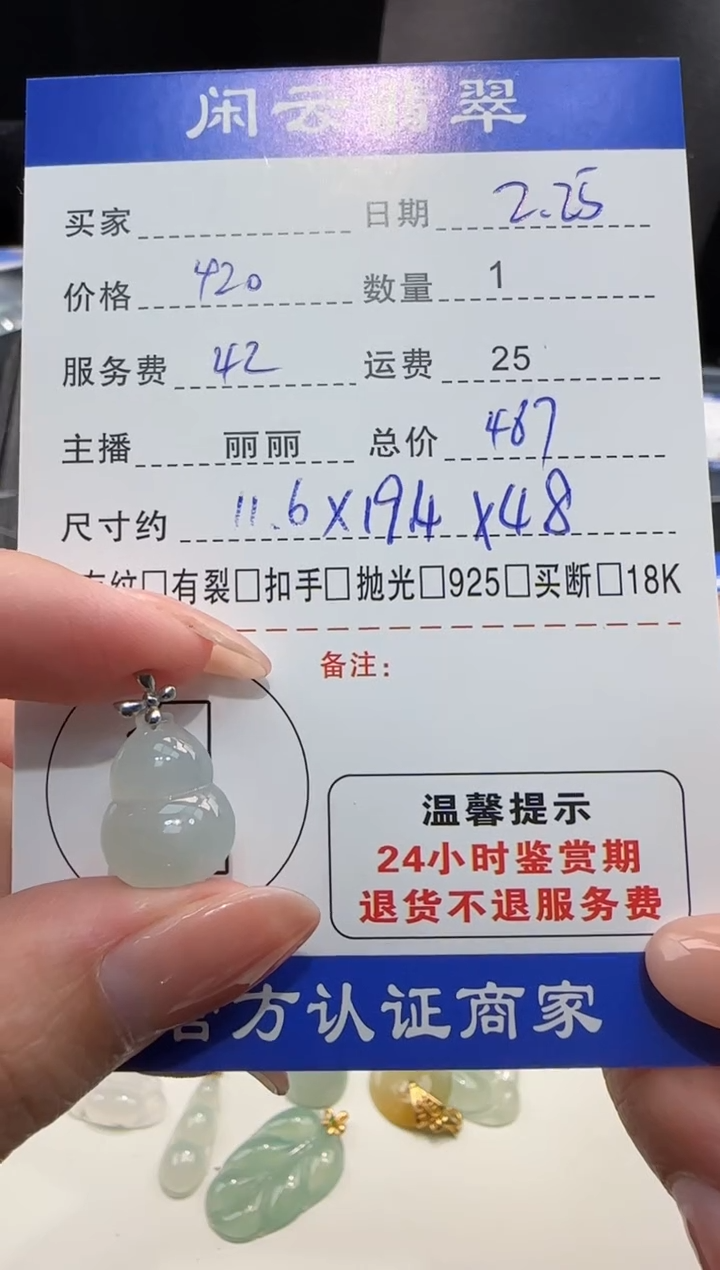 闲云翡翠
买家 日期 2.25
价格 420 数量 1
服务费 42 运费 25
主播 丽丽 总价 487
尺寸约 11.6X194X48
纹□有裂□扣手□抛光□925□买断□18K
备注：
温馨提示
24小时鉴赏期
退货不退服务费
官方认证商家